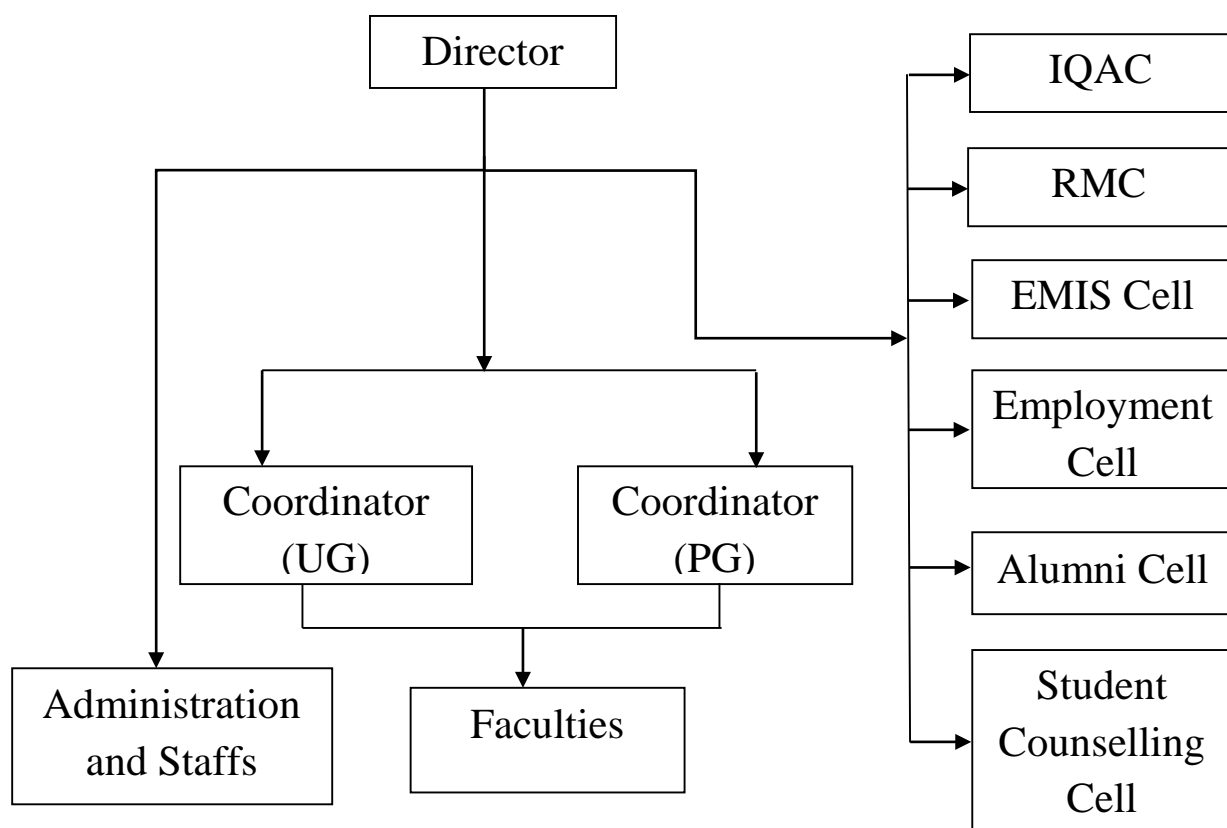 Director
IQAC
RMC
EMIS Cell
Employment
Cell
Coordinator
(UG)
Coordinator
(PG)
Alumni Cell
Administration
and Staffs
Faculties
Student
Counselling
Cell